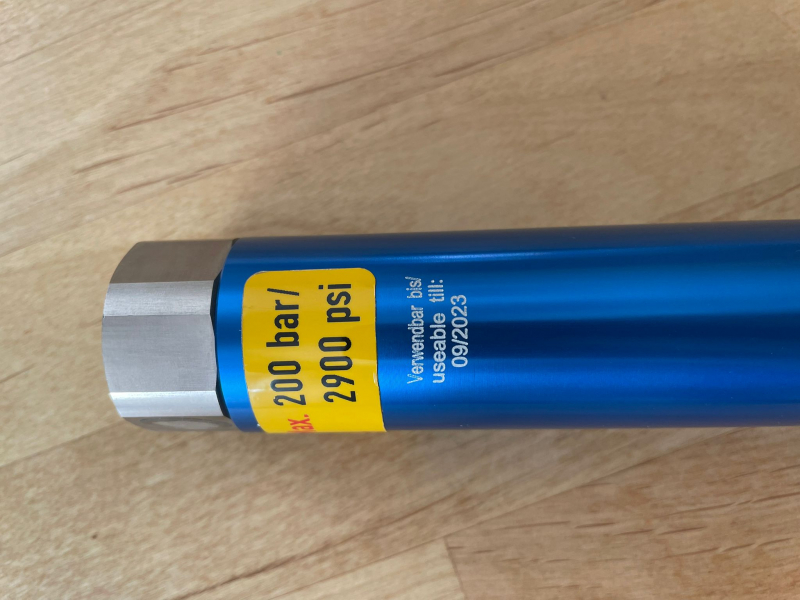 200 bar/
2900 psi
Verwendbar bis/
useable till:
09/2023